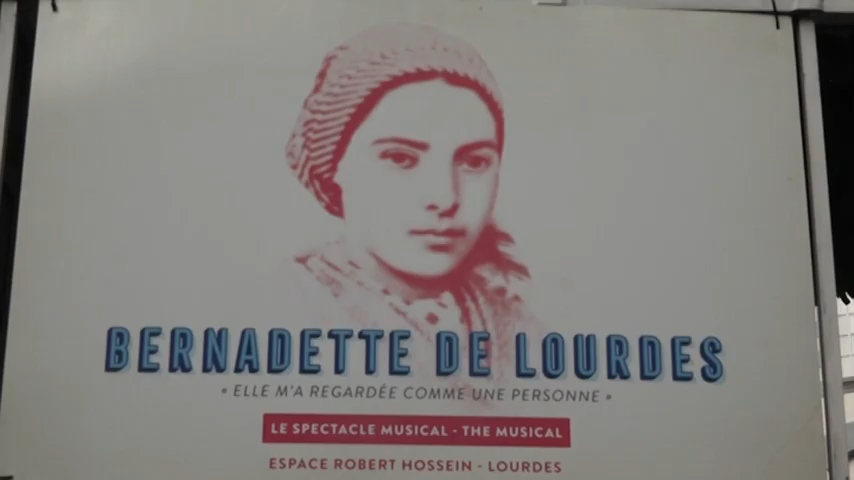 BERNADETTE DE LOURDES
« ELLE M'A REGARDÉE COMME UNE PERSONNE »
LE SPECTACLE MUSICAL - THE MUSICAL
ESPACE ROBERT HOSSEIN - LOURDES